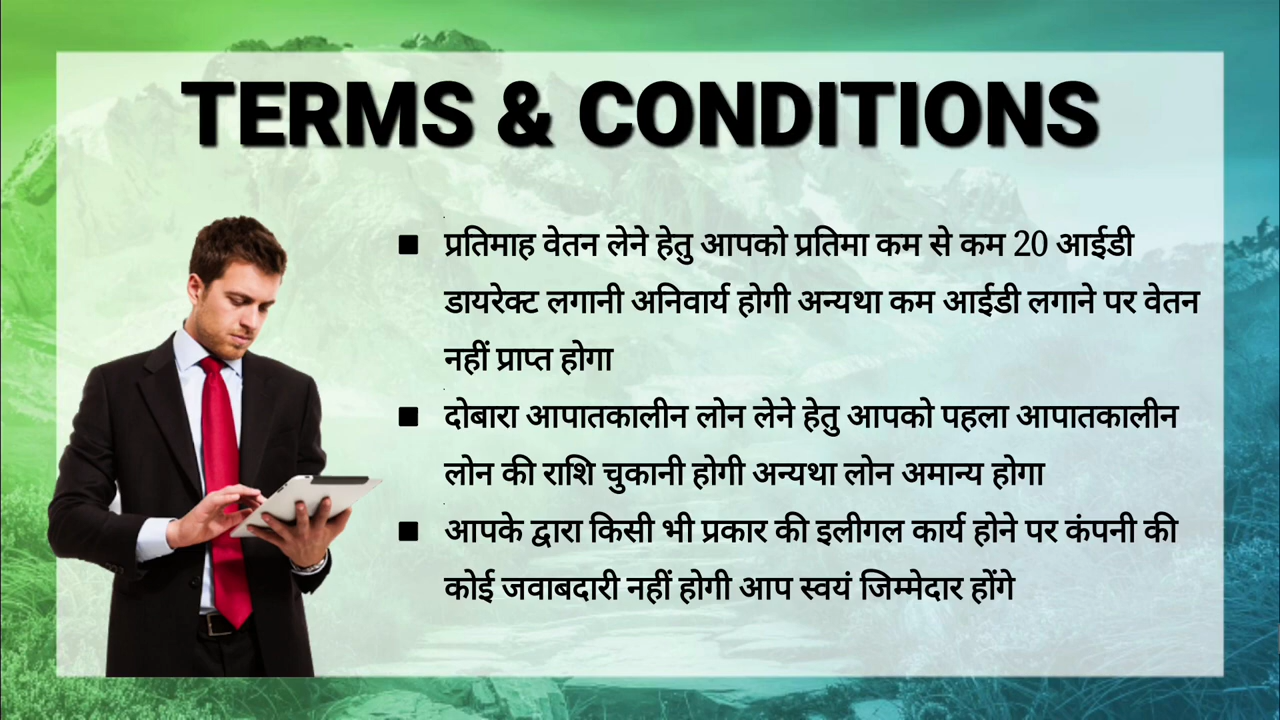 TERMS & CONDITIONS
▪ प्रतिमाह वेतन लेने हेतु आपको प्रतिमा कम से कम 20 आईडी
डायरेक्ट लगानी अनिवार्य होगी अन्यथा कम आईडी लगाने पर वेतन
नहीं प्राप्त होगा
▪ दोबारा आपातकालीन लोन लेने हेतु आपको पहला आपातकालीन
लोन की राशि चुकानी होगी अन्यथा लोन अमान्य होगा
▪ आपके द्वारा किसी भी प्रकार की इलीगल कार्य होने पर कंपनी की
कोई जवाबदारी नहीं होगी आप स्वयं जिम्मेदार होंगे